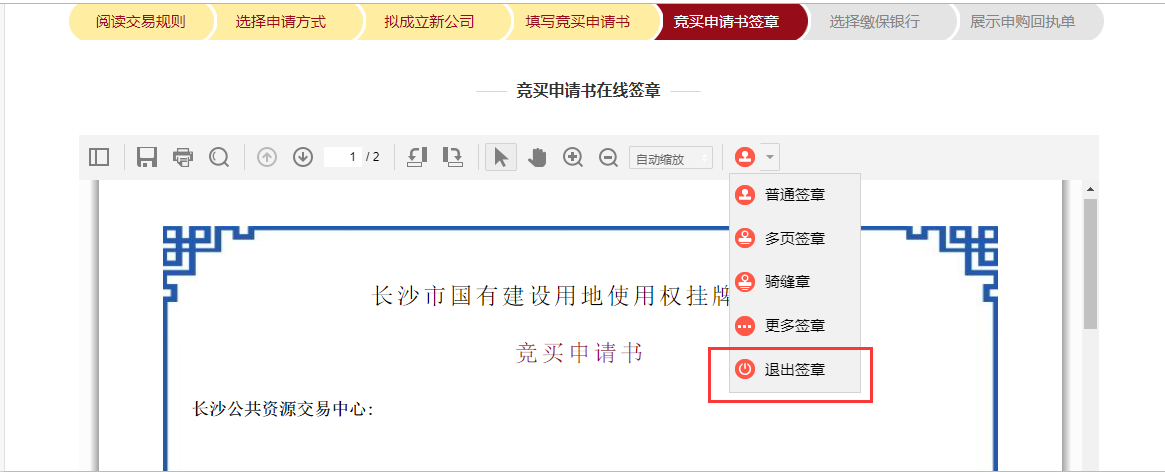 阅读交易规则 选择申请方式 拟成立新公司 填写竞买申请书 竞买申请书签章 选择缴保银行 展示申购回执单
竞买申请书在线签章
1 / 2 自动缩放
普通签章
多页签章
骑缝章
更多签章
退出签章
长沙市国有建设用地使用权挂牌
竞买申请书
长沙公共资源交易中心：